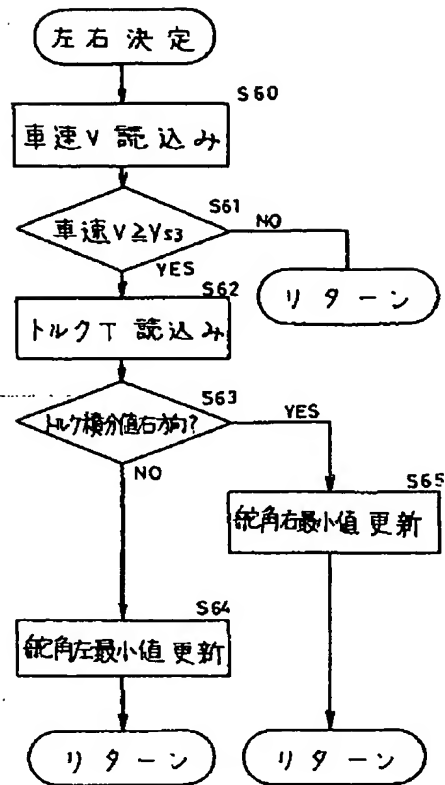 左右決定
S60
車速V 読込み
S61
車速V≧VS3
NO
YES
リターン
S62
トルクT 読込み
S63
トルク積分値右方向?
YES
NO
S65
舵角右最小値更新
S64
舵角左最小値更新
リターン
リターン